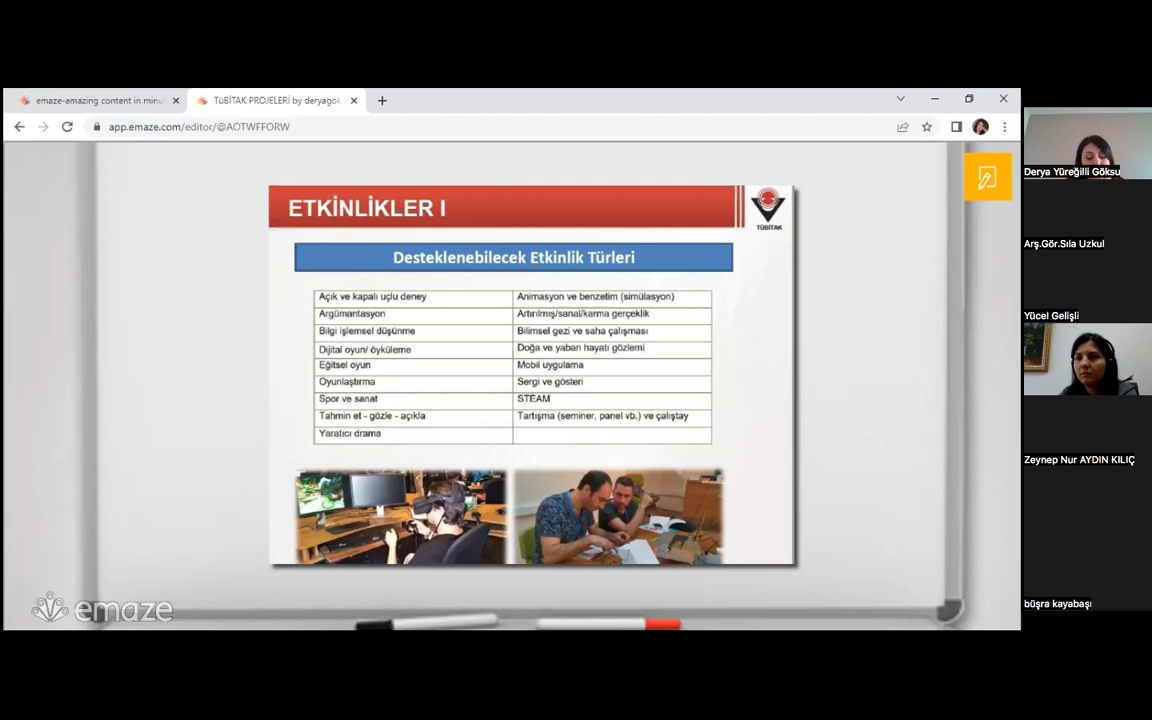 emaze-amazing content in minu
TüBİTAK PROJELERİ by deryagok
app.emaze.com/editor/@AOTWFFORW
ETKİNLİKLER I
TÜBİTAK
Desteklenebilecek Etkinlik Türleri
Açık ve kapalı uçlu deney
Animasyon ve benzetim (simülasyon)
Argümantasyon
Artırılmış/sanal/karma gerçeklik
Bilgi işlemsel düşünme
Bilimsel gezi ve saha çalışması
Dijital oyun/ öyküleme
Doğa ve yaban hayatı gözlemi
Eğitsel oyun
Mobil uygulama
Oyunlaştırma
Sergi ve gösteri
Spor ve sanat
STEAM
Tahmin et - gözle - açıkla
Tartışma (seminer, panel vb.) ve çalıştay
Yaratıcı drama
emaze
Derya Yüreğilli Göksu
Arş.Gör.Sıla Uzkul
Yücel Gelişli
Zeynep Nur AYDIN KILIÇ
büşra kayabaşı